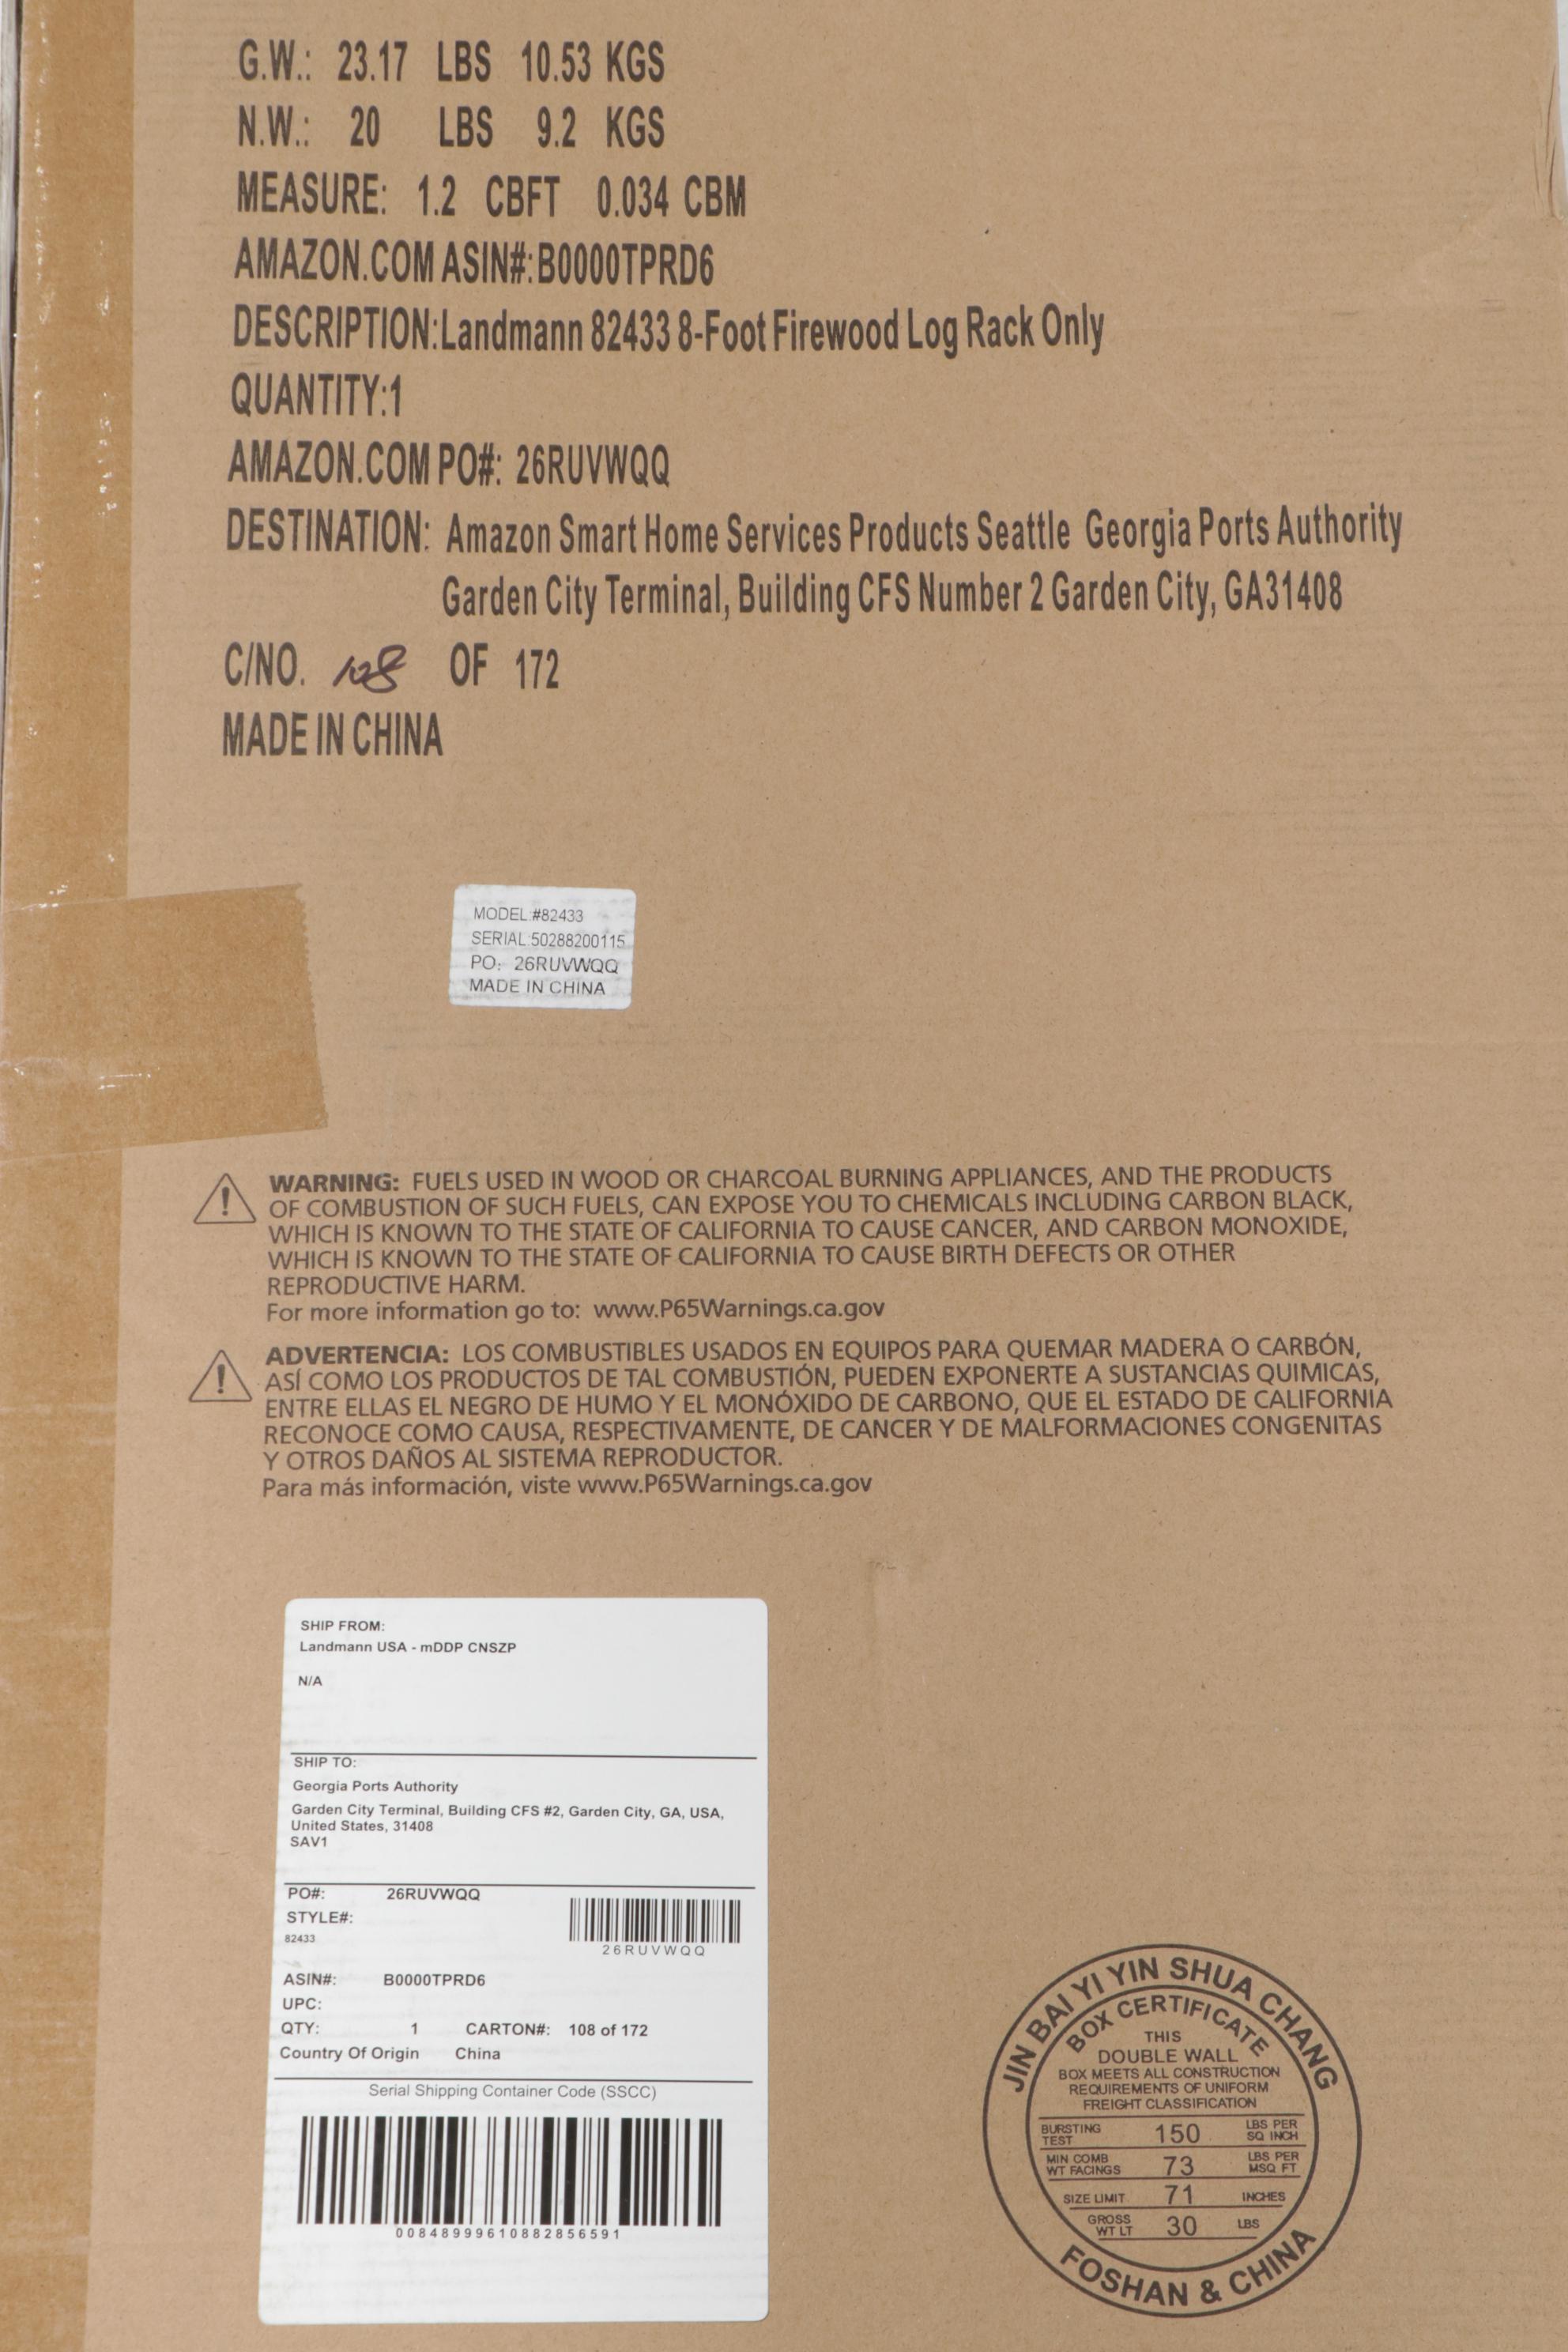 G.W.: 23.17 LBS 10.53 KGS
N.W.: 20 LBS 9.2 KGS
MEASURE: 1.2 CBFT 0.034 CBM
AMAZON.COM ASIN#:B0000TPRD6
DESCRIPTION:Landmann 82433 8-Foot Firewood Log Rack Only
QUANTITY:1
AMAZON.COM PO#: 26RUVWQQ
DESTINATION: Amazon Smart Home Services Products Seattle Georgia Ports Authority
Garden City Terminal, Building CFS Number 2 Garden City, GA31408
C/NO. 108 OF 172
MADE IN CHINA
MODEL:#82433
SERIAL:50288200115
PO: 26RUVWQQ
MADE IN CHINA
WARNING: FUELS USED IN WOOD OR CHARCOAL BURNING APPLIANCES, AND THE PRODUCTS
OF COMBUSTION OF SUCH FUELS, CAN EXPOSE YOU TO CHEMICALS INCLUDING CARBON BLACK,
WHICH IS KNOWN TO THE STATE OF CALIFORNIA TO CAUSE CANCER, AND CARBON MONOXIDE,
WHICH IS KNOWN TO THE STATE OF CALIFORNIA TO CAUSE BIRTH DEFECTS OR OTHER
REPRODUCTIVE HARM.
For more information go to: www.P65Warnings.ca.gov
ADVERTENCIA: LOS COMBUSTIBLES USADOS EN EQUIPOS PARA QUEMAR MADERA O CARBÓN,
ASÍ COMO LOS PRODUCTOS DE TAL COMBUSTIÓN, PUEDEN EXPONERTE A SUSTANCIAS QUIMICAS,
ENTRE ELLAS EL NEGRO DE HUMO Y EL MONÓXIDO DE CARBONO, QUE EL ESTADO DE CALIFORNIA
RECONOCE COMO CAUSA, RESPECTIVAMENTE, DE CANCER Y DE MALFORMACIONES CONGENITAS
Y OTROS DAÑOS AL SISTEMA REPRODUCTOR.
Para más información, viste www.P65Warnings.ca.gov
SHIP FROM:
Landmann USA - mDDP CNSZP
N/A
SHIP TO:
Georgia Ports Authority
Garden City Terminal, Building CFS #2, Garden City, GA, USA,
United States, 31408
SAV1
PO#: 26RUVWQQ
STYLE#:
82433
26RUVWQQ
ASIN#: B0000TPRD6
UPC:
QTY: 1 CARTON#: 108 of 172
Country Of Origin China
Serial Shipping Container Code (SSCC)
00848999610882856591
JIN BAI YI YIN SHUA CHANG
BOX CERTIFICATE
THIS
DOUBLE WALL
BOX MEETS ALL CONSTRUCTION
REQUIREMENTS OF UNIFORM
FREIGHT CLASSIFICATION
BURSTING TEST 150 LBS PER SQ INCH
MIN COMB WT FACINGS 73 LBS PER MSQ FT
SIZE LIMIT 71 INCHES
GROSS WT LT 30 LBS
FOSHAN & CHINA